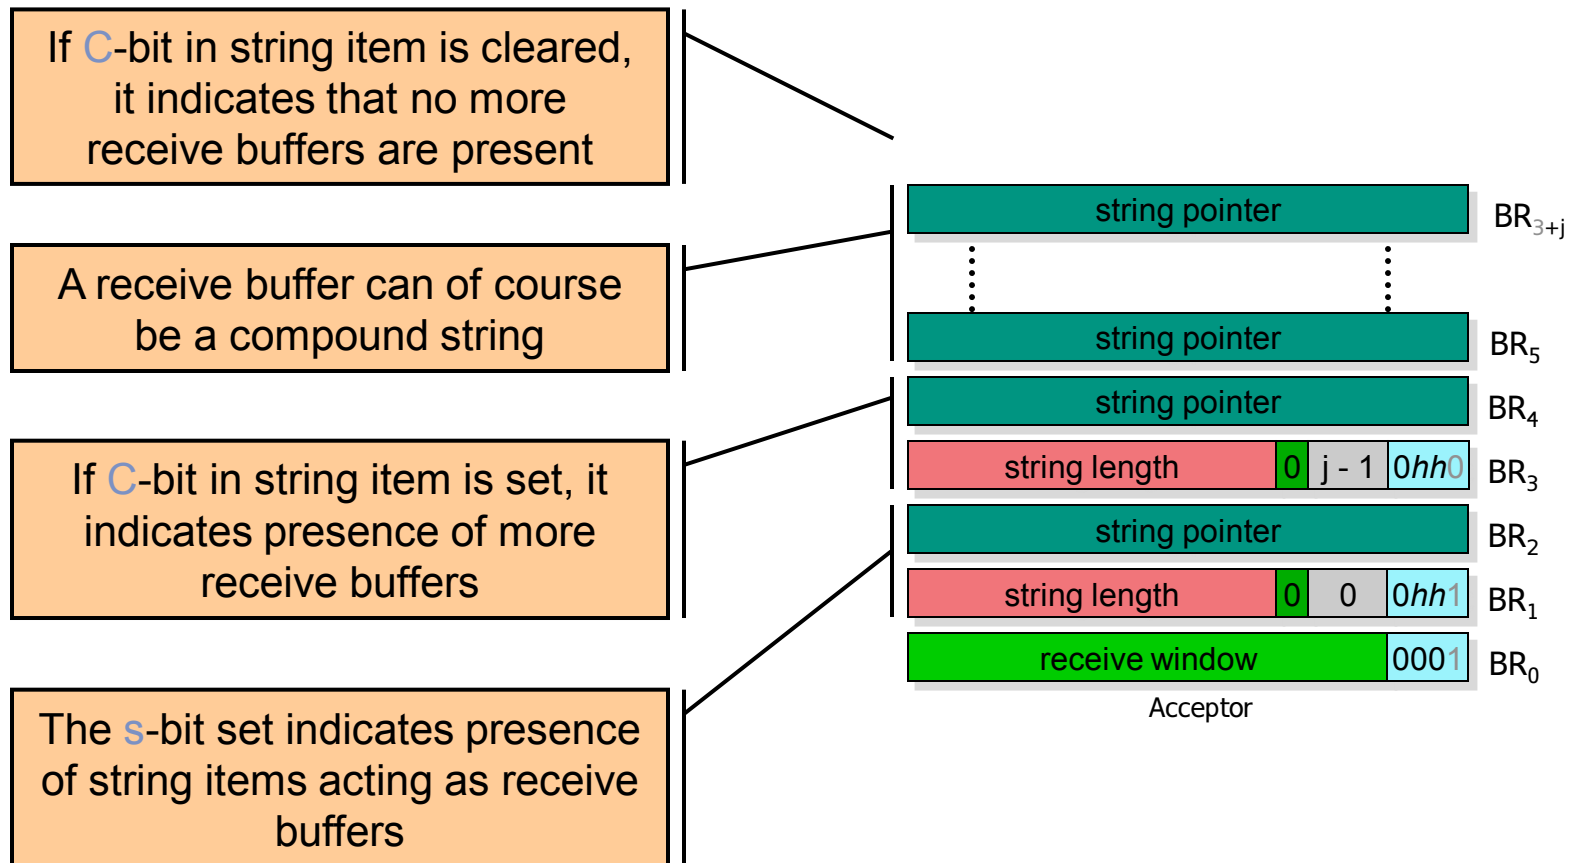 If C-bit in string item is cleared,
it indicates that no more
receive buffers are present
A receive buffer can of course
be a compound string
If C-bit in string item is set, it
indicates presence of more
receive buffers
The s-bit set indicates presence
of string items acting as receive
buffers
string pointer BR3+j
string pointer BR5
string pointer BR4
string length 0 j - 1 0hh0 BR3
string pointer BR2
string length 0 0 0hh1 BR1
receive window 0001 BR0
Acceptor